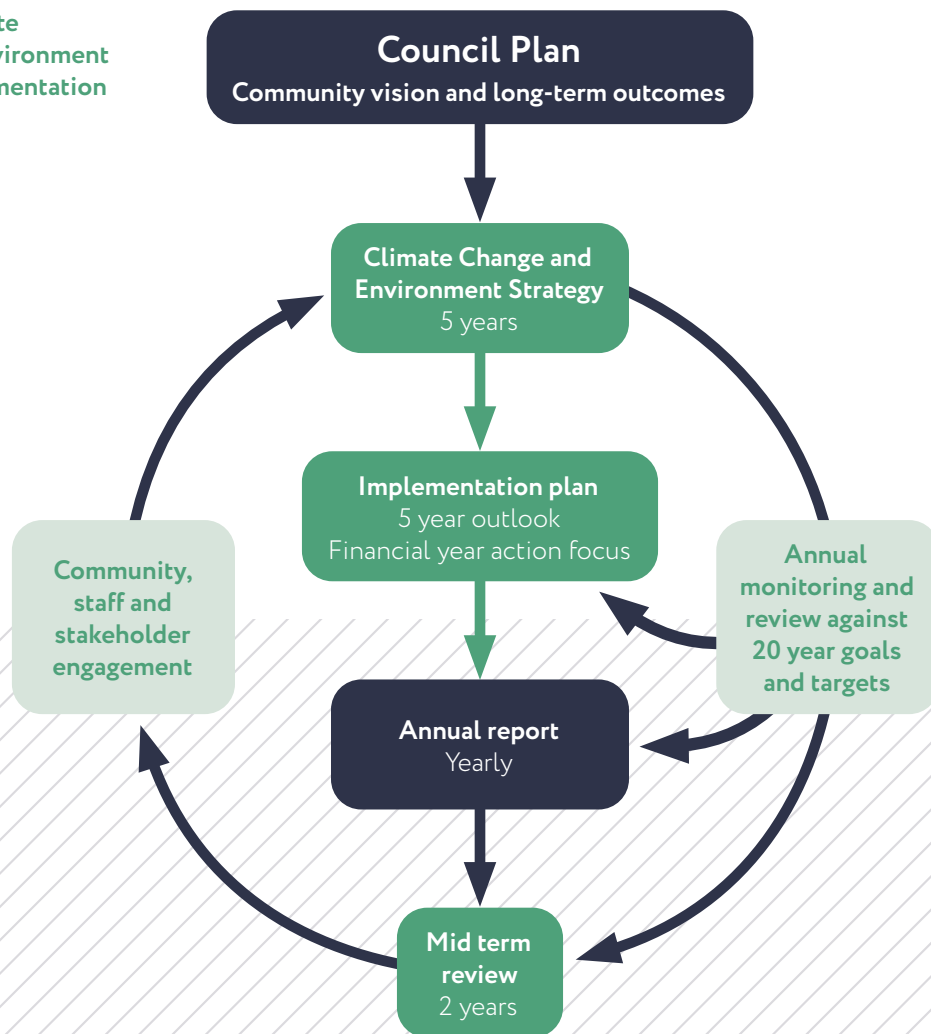 Council Plan
Community vision and long-term outcomes
Climate Change and
Environment Strategy
5 years
Implementation plan
5 year outlook
Financial year action focus
Community,
staff and
stakeholder
engagement
Annual
monitoring and
review against
20 year goals
and targets
Annual report
Yearly
Mid term
review
2 years